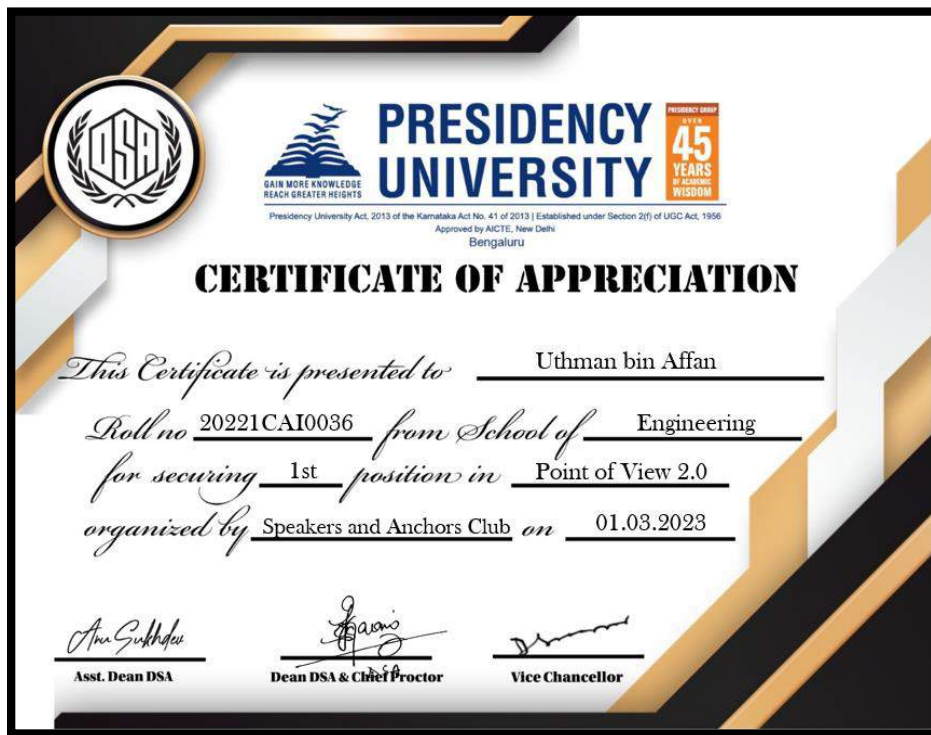 DSA
PRESIDENCY
UNIVERSITY
GAIN MORE KNOWLEDGE
REACH GREATER HEIGHTS
PRESIDENCY GROUP
OVER
45
YEARS
OF ACADEMIC
WISDOM
Presidency University Act, 2013 of the Karnataka Act No. 41 of 2013 | Established under Section 2(f) of UGC Act, 1956
Approved by AICTE, New Delhi
Bengaluru
CERTIFICATE OF APPRECIATION
This Certificate is presented to Uthman bin Affan
Roll no 20221CAI0036 from School of Engineering
for securing 1st position in Point of View 2.0
organized by Speakers and Anchors Club on 01.03.2023
Anu Sukhdev
DSA
Asst. Dean DSA Dean DSA & Chief Proctor Vice Chancellor